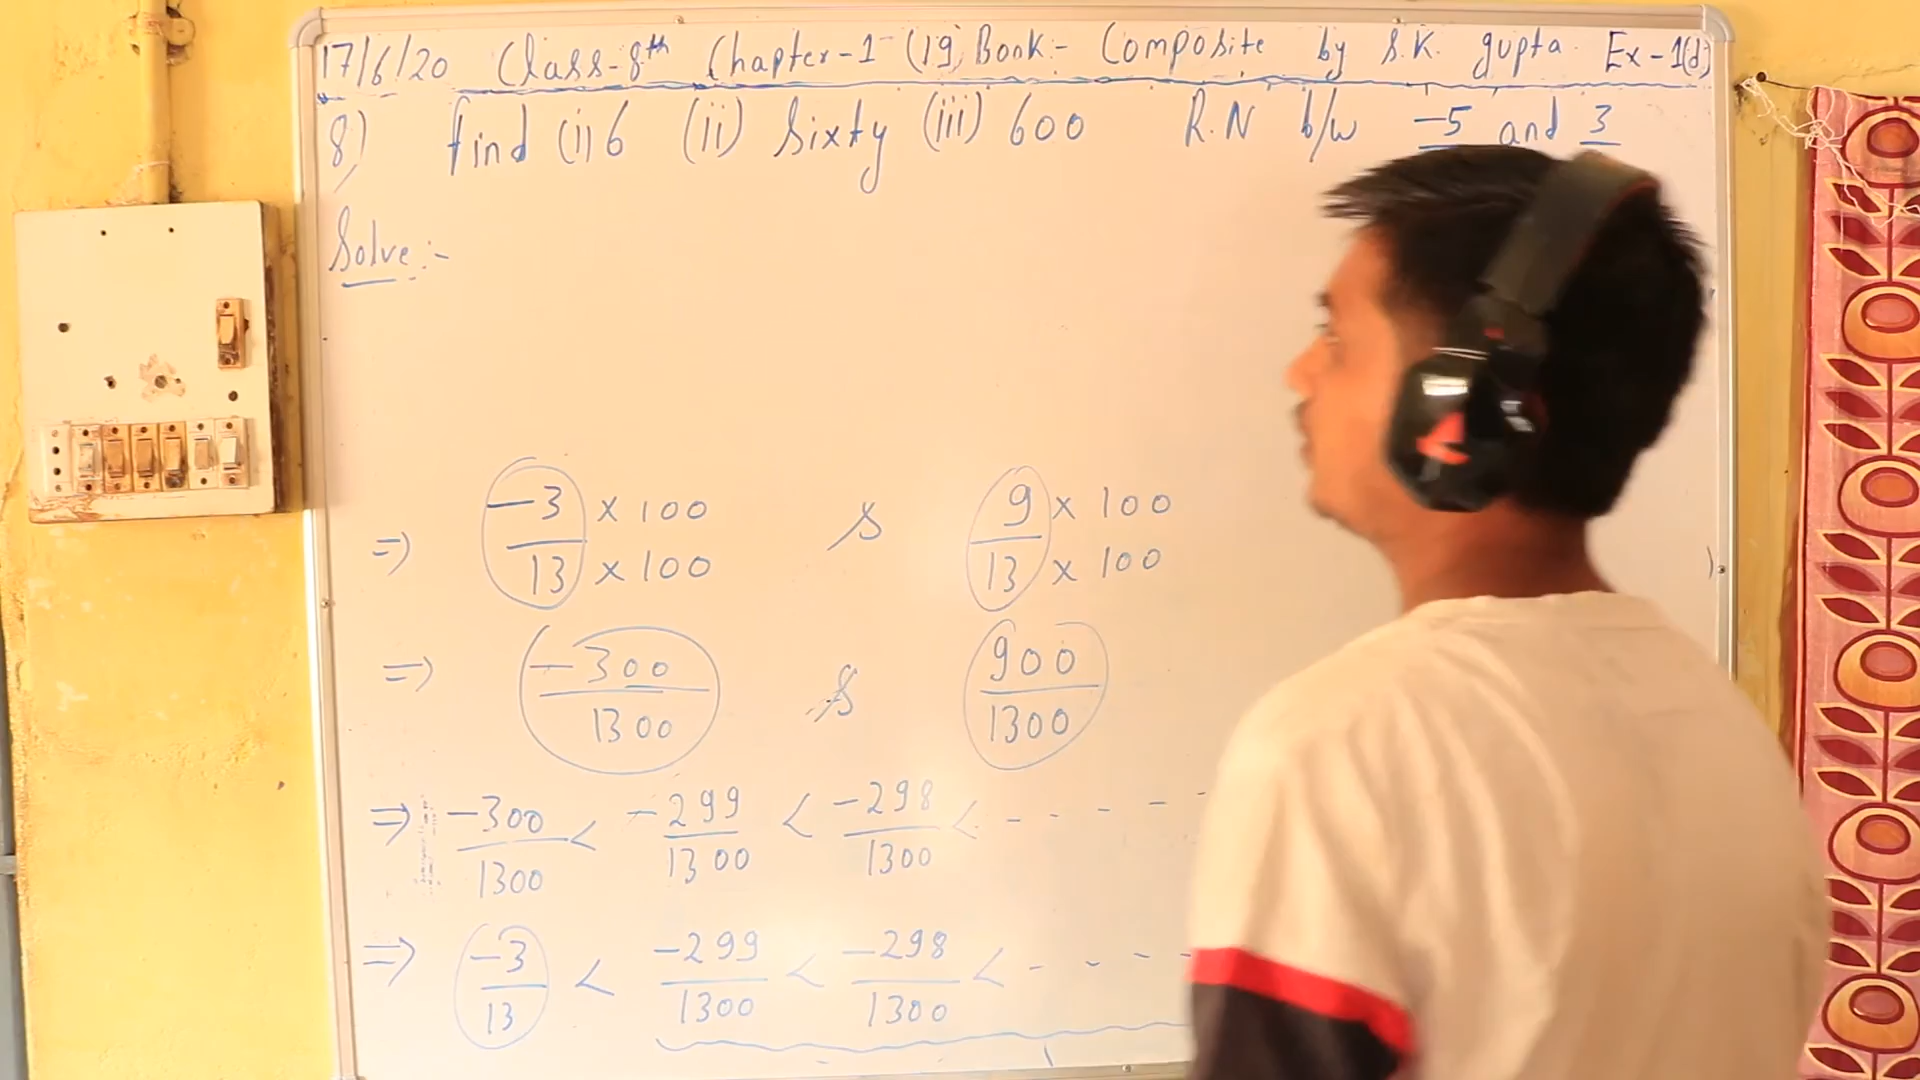 17/6/20 Class-8th Chapter-1 (19) Book:- Composite by S.K. gupta. Ex-1(d)
8) find (i) 6 (ii) Sixty (iii) 600 R.N b/w -5 and 3
Solve:-
=) -3 × 100 & 9 × 100
13 × 100 13 × 100
=) -300 & 900
1300 1300
=) -300 < -299 < -298 < - - - - -
1300 1300 1300
=) -3 < -299 < -298 < - - - -
13 1300 1300